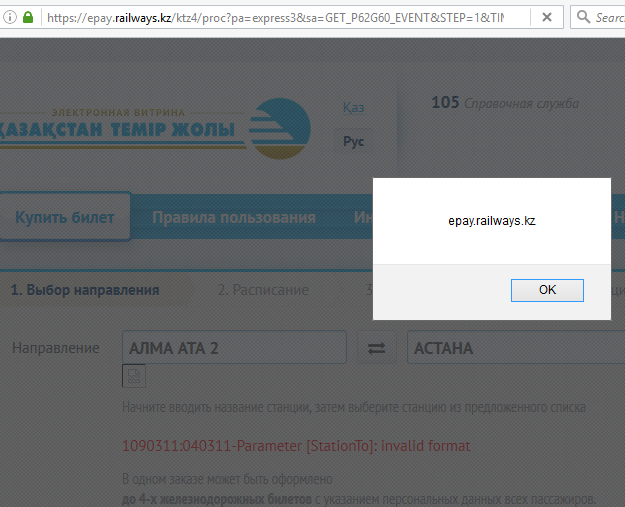 https://epay.railways.kz/ktz4/proc?pa=express3&sa=GET_P62G60_EVENT&STEP=1&TIM
Search
ЭЛЕКТРОННАЯ ВИТРИНА
ҚАЗАҚСТАН ТЕМІР ЖОЛЫ
Қаз
Рус
105 Справочная служба
Купить билет
Правила пользования
Ин
Н
epay.railways.kz
OK
1. Выбор направления
2. Расписание
3
Направление
АЛМА АТА 2
АСТАНА
Начните вводить название станции, затем выберите станцию из предложенного списка
1090311:040311-Parameter [StationTo]: invalid format
В одном заказе может быть оформлено
до 4-х железнодорожных билетов с указанием персональных данных всех пассажиров.